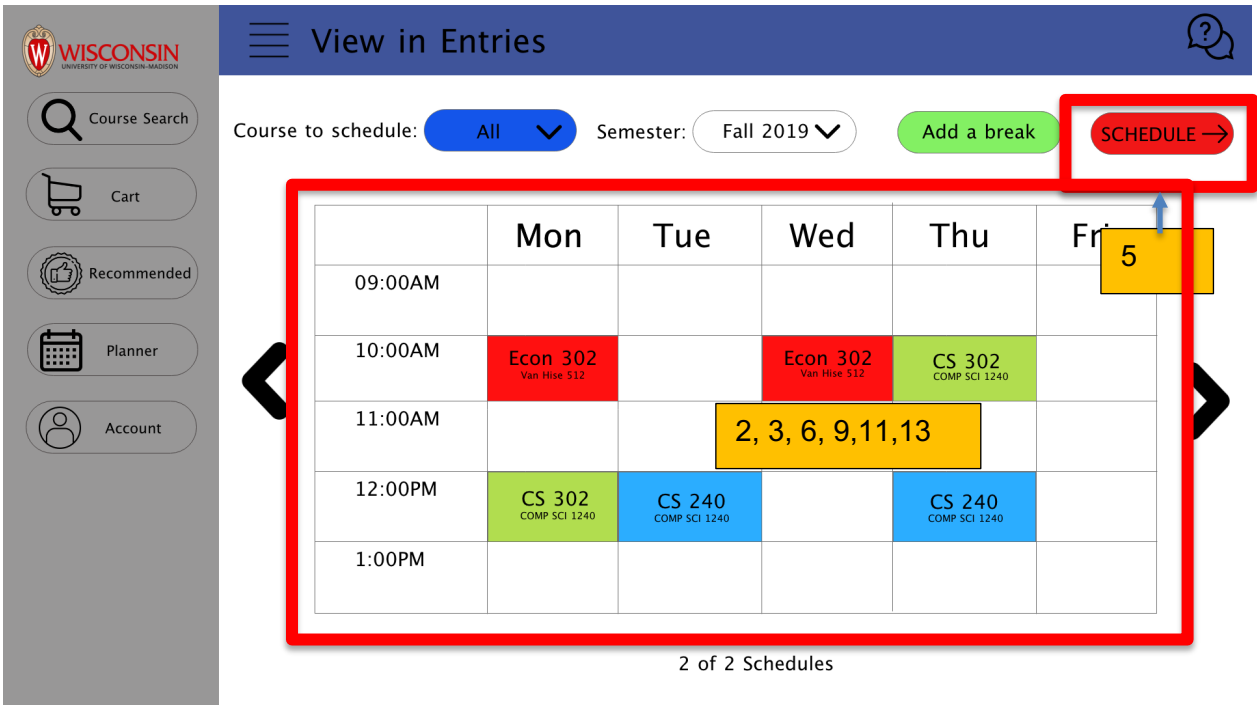 WISCONSIN
UNIVERSITY OF WISCONSIN-MADISON
View in Entries
Course Search
Cart
Recommended
Planner
Account
Course to schedule: All Semester: Fall 2019 Add a break SCHEDULE
Mon Tue Wed Thu Fri
5
09:00AM
10:00AM
Econ 302
Van Hise 512
Econ 302
Van Hise 512
CS 302
COMP SCI 1240
11:00AM
2, 3, 6, 9,11,13
12:00PM
CS 302
COMP SCI 1240
CS 240
COMP SCI 1240
CS 240
COMP SCI 1240
1:00PM
2 of 2 Schedules